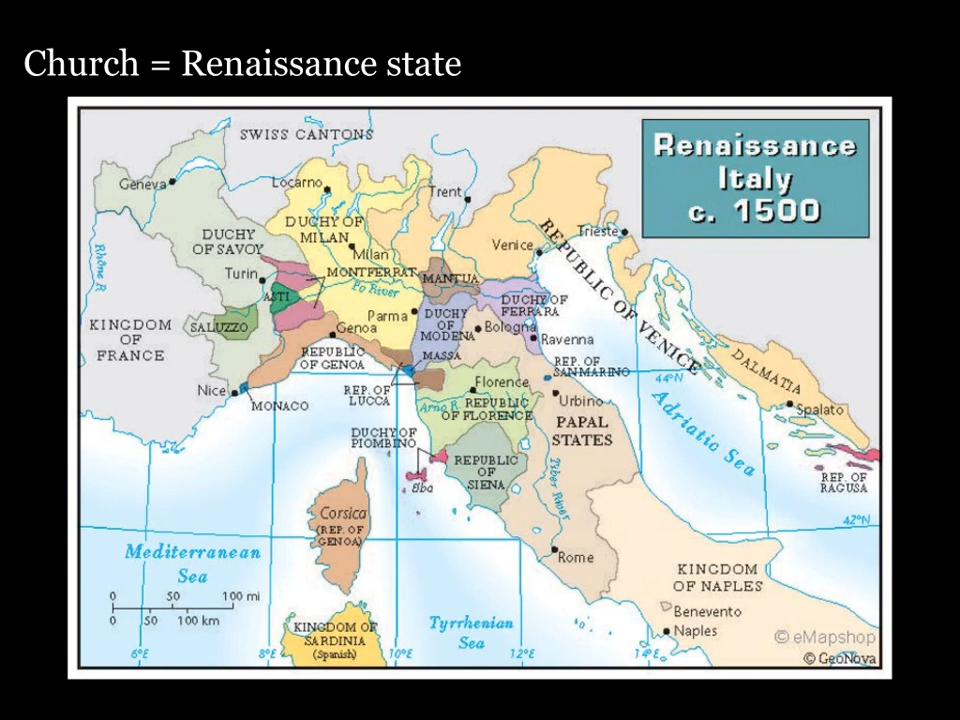 Church = Renaissance state
Renaissance
Italy
c. 1500
SWISS CANTONS
Geneva
Locarno
Trent
DUCHY OF
MILAN
Milan
DUCHY
OF SAVOY
Venice
Trieste
REPUBLIC OF VENICE
Rhône R.
Turin
MONTFERRAT
MANTUA
ASTI
Po River
DUCHY OF
FERRARA
Parma
DUCHY
OF
MODENA
Bologna
SALUZZO
KINGDOM
OF
FRANCE
Genoa
REPUBLIC
OF GENOA
MASSA
Ravenna
REP. OF
SAN MARINO
44°N
DALMATIA
Nice
MONACO
REP. OF
LUCCA
Florence
Arno R.
REPUBLIC
OF FLORENCE
Urbino
PAPAL
STATES
Adriatic Sea
Spalato
DUCHY OF
PIOMBINO
REPUBLIC
OF
SIENA
Elba
Tiber River
REP. OF
RAGUSA
Corsica
(REP. OF
GENOA)
42°N
Mediterranean
Sea
Rome
KINGDOM
OF NAPLES
0 50 100 mi
0 50 100 km
Benevento
Naples
KINGDOM OF
SARDINIA
(Spanish)
Tyrrhenian
Sea
© eMapshop
© GeoNova
6°E
8°E
10°E
12°E
14°E